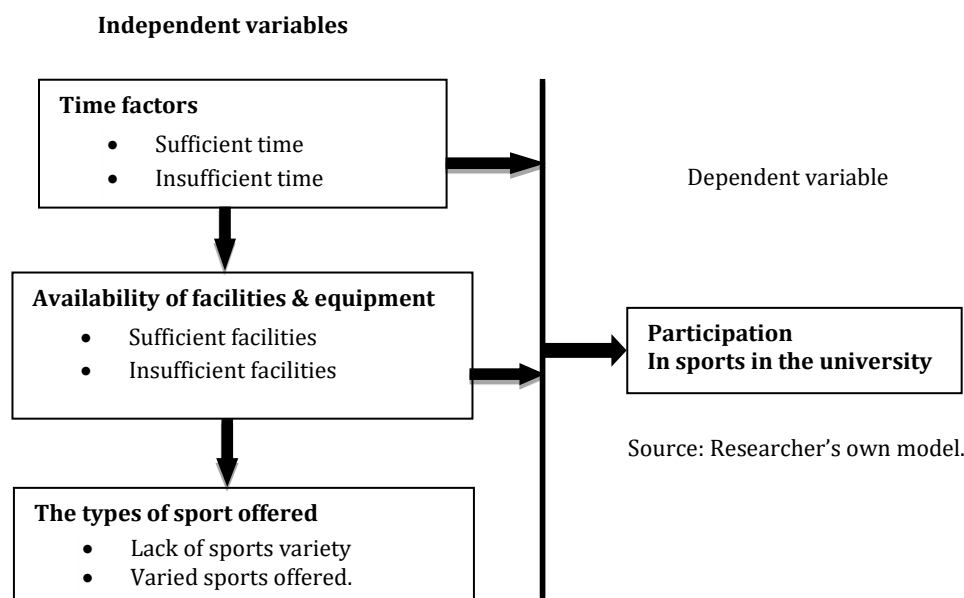 Independent variables
Time factors
• Sufficient time
• Insufficient time
Dependent variable
Availability of facilities & equipment
• Sufficient facilities
• Insufficient facilities
Participation
In sports in the university
Source: Researcher’s own model.
The types of sport offered
• Lack of sports variety
• Varied sports offered.